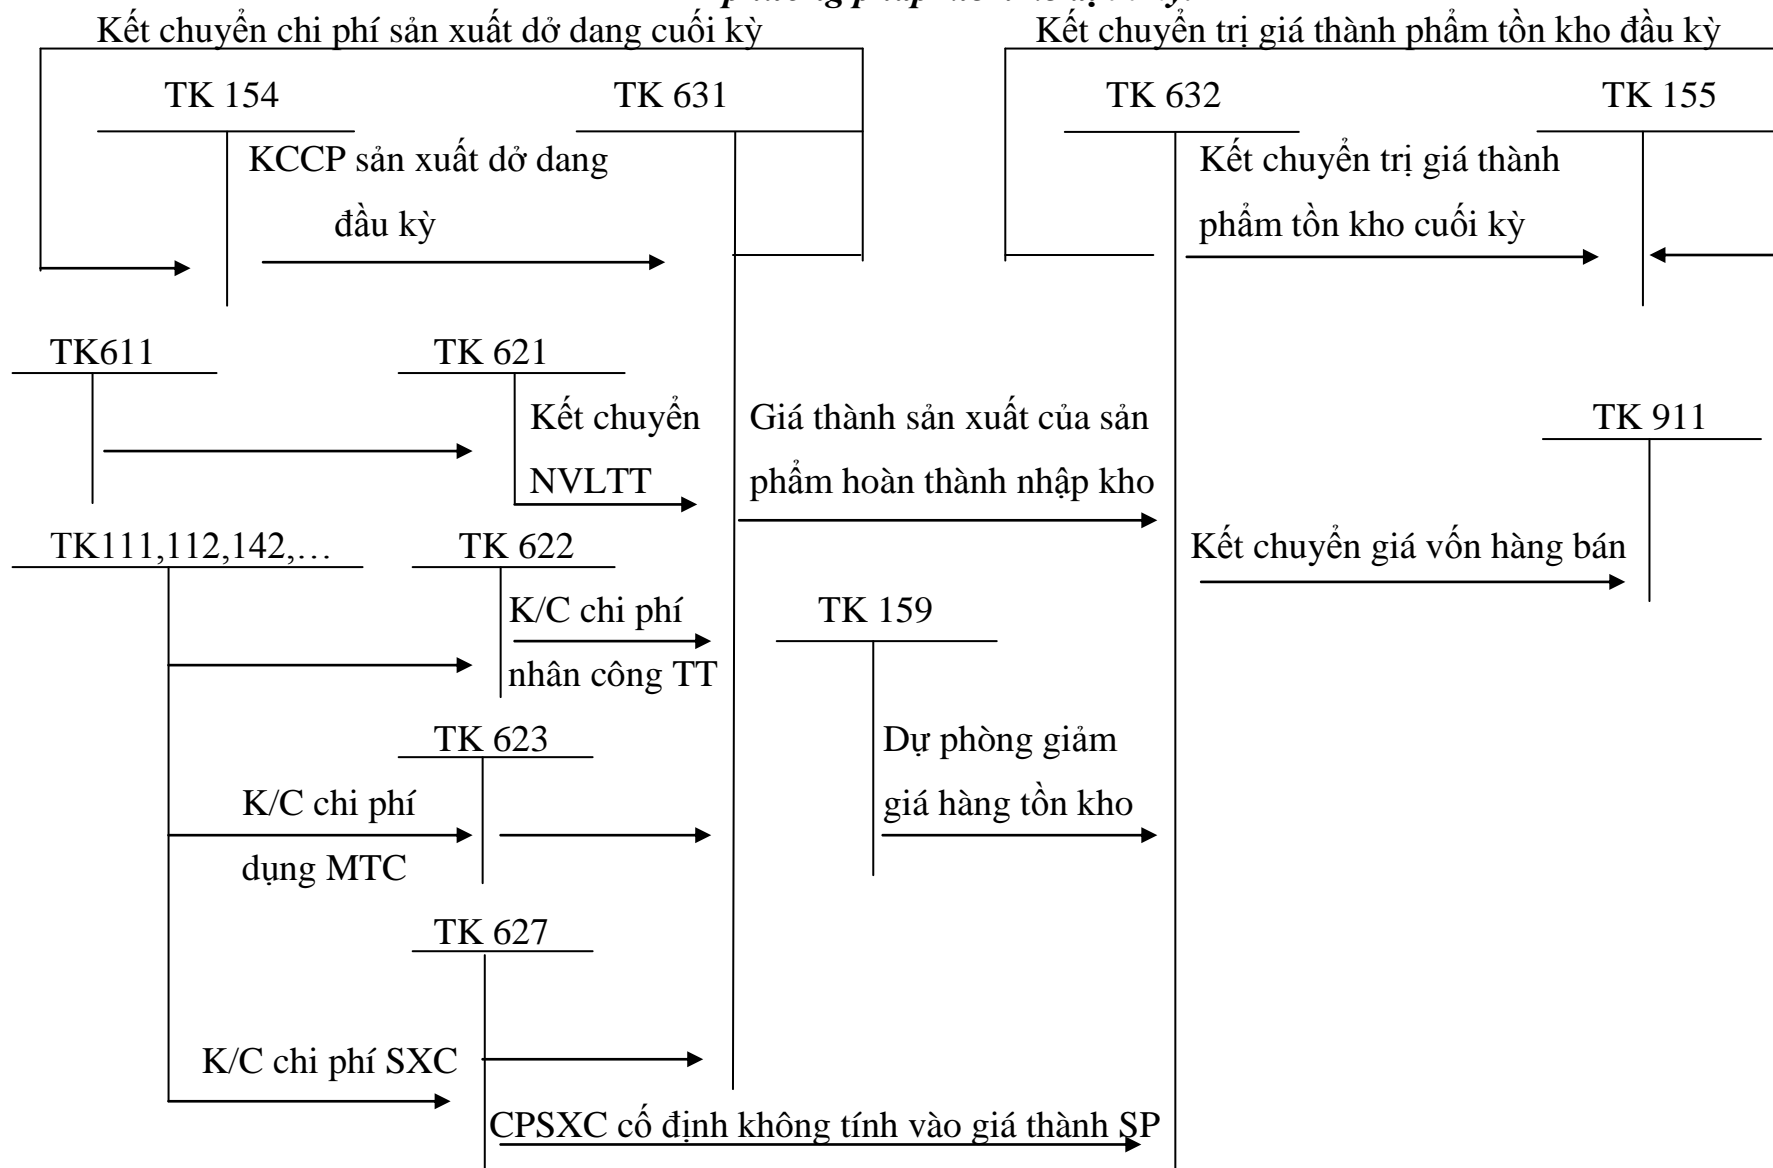 Kết chuyển chi phí sản xuất dở dang cuối kỳ
Kết chuyển trị giá thành phẩm tồn kho đầu kỳ
TK 154
TK 631
TK 632
TK 155
KCCP sản xuất dở dang
đầu kỳ
Kết chuyển trị giá thành
phẩm tồn kho cuối kỳ
TK611
TK 621
Kết chuyển
NVLTT
Giá thành sản xuất của sản
phẩm hoàn thành nhập kho
TK 911
TK111,112,142,…
TK 622
Kết chuyển giá vốn hàng bán
K/C chi phí
nhân công TT
TK 159
TK 623
Dự phòng giảm
giá hàng tồn kho
K/C chi phí
dụng MTC
TK 627
K/C chi phí SXC
CPSXC cố định không tính vào giá thành SP